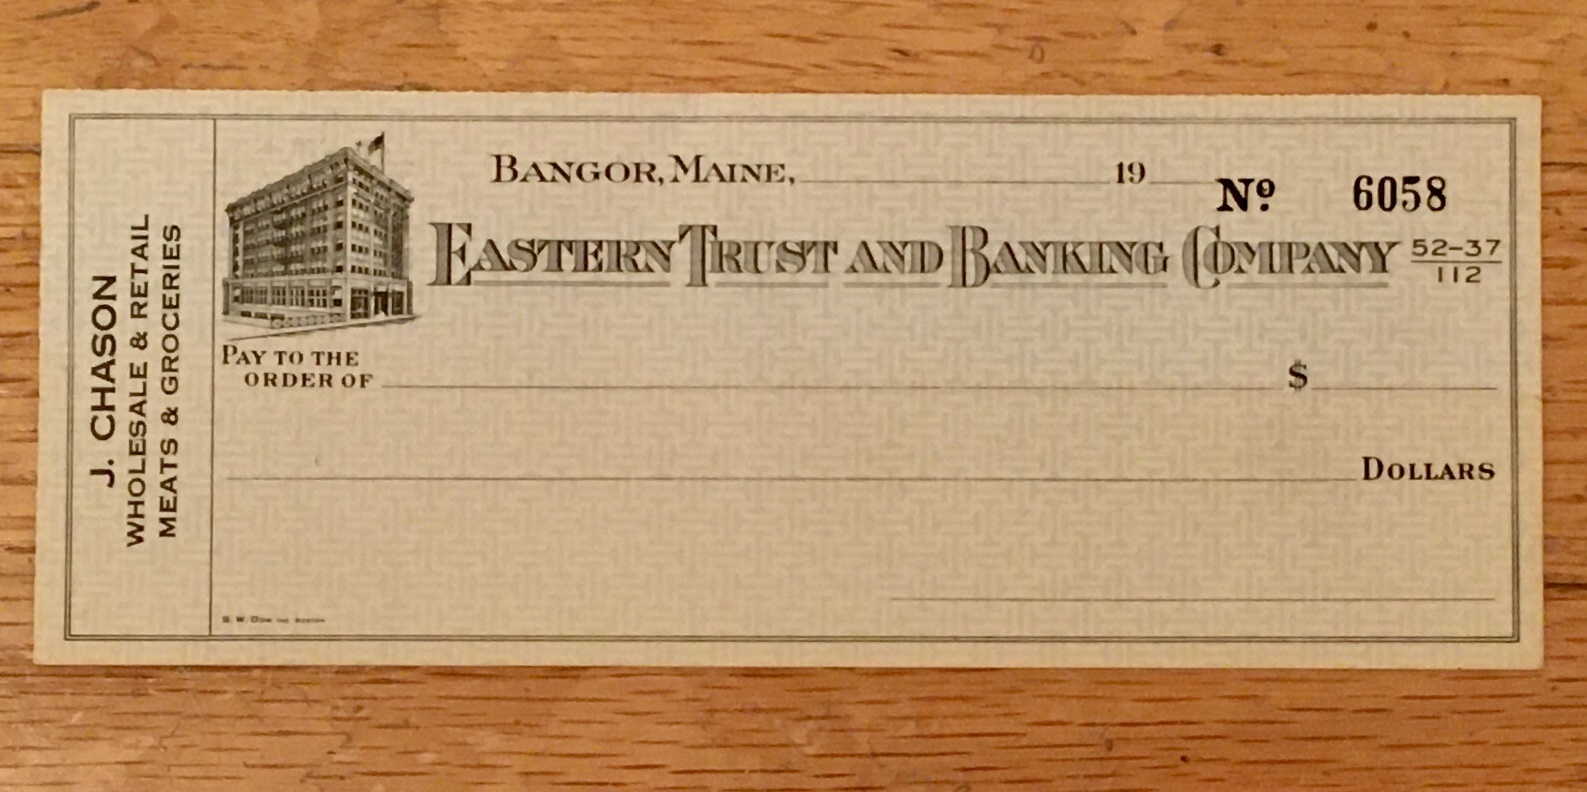 J. CHASON
WHOLESALE & RETAIL
MEATS & GROCERIES
BANGOR, MAINE, 19
Nº 6058
EASTERN TRUST AND BANKING COMPANY
52-37
112
PAY TO THE
ORDER OF $
DOLLARS
BOSTON